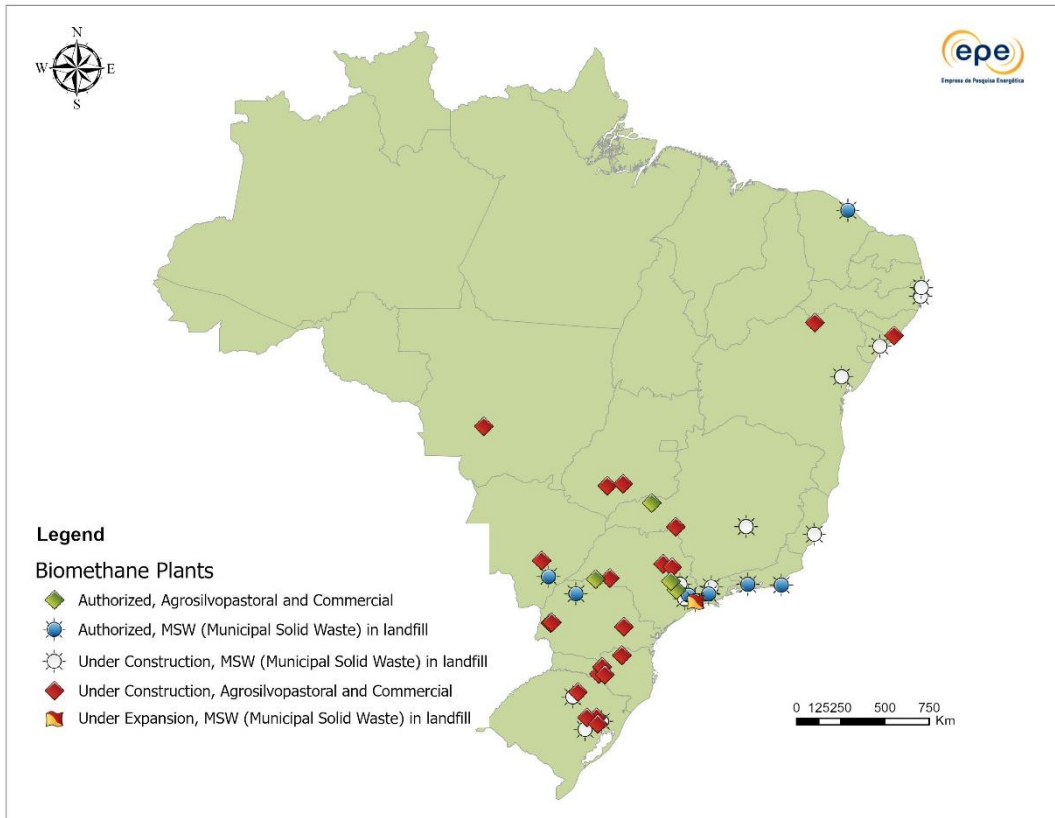 N
W E
S
epe
Empresa de Pesquisa Energética
Legend
Biomethane Plants
Authorized, Agrosilvopastoral and Commercial
Authorized, MSW (Municipal Solid Waste) in landfill
Under Construction, MSW (Municipal Solid Waste) in landfill
Under Construction, Agrosilvopastoral and Commercial
Under Expansion, MSW (Municipal Solid Waste) in landfill
0 125250 500 750
Km